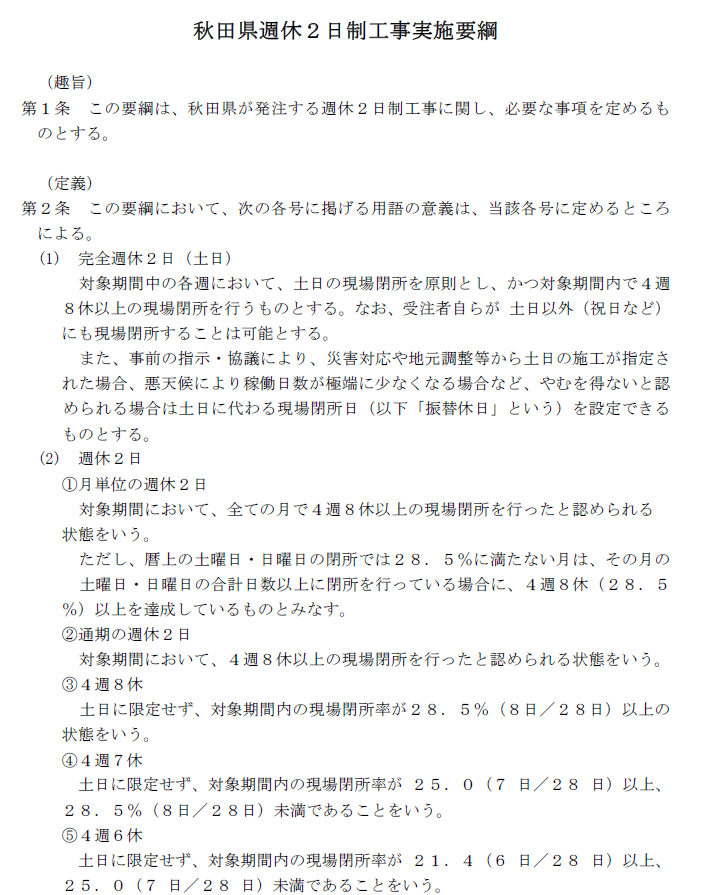 秋田県週休２日制工事実施要綱
（趣旨）
第１条　この要綱は、秋田県が発注する週休２日制工事に関し、必要な事項を定めるも
のとする。
（定義）
第２条　この要綱において、次の各号に掲げる用語の意義は、当該各号に定めるところ
による。
(1)　完全週休２日（土日）
対象期間中の各週において、土日の現場閉所を原則とし、かつ対象期間内で４週
８休以上の現場閉所を行うものとする。なお、受注者自らが 土日以外（祝日など）
にも現場閉所することは可能とする。
また、事前の指示・協議により、災害対応や地元調整等から土日の施工が指定さ
れた場合、悪天候により稼働日数が極端に少なくなる場合など、やむを得ないと認
められる場合は土日に代わる現場閉所日（以下「振替休日」という）を設定できる
ものとする。
(2)　週休２日
①月単位の週休２日
対象期間において、全ての月で４週８休以上の現場閉所を行ったと認められる
状態をいう。
ただし、暦上の土曜日・日曜日の閉所では２８．５％に満たない月は、その月の
土曜日・日曜日の合計日数以上に閉所を行っている場合に、４週８休（２８．５
％）以上を達成しているものとみなす。
②通期の週休２日
対象期間において、４週８休以上の現場閉所を行ったと認められる状態をいう。
③４週８休
土日に限定せず、対象期間内の現場閉所率が２８．５％（８日／２８日）以上の
状態をいう。
④４週７休
土日に限定せず、対象期間内の現場閉所率が ２５．０（７ 日／２８ 日）以上、
２８．５％（８日／２８日）未満であることをいう。
⑤４週６休
土日に限定せず、対象期間内の現場閉所率が ２１．４（６ 日／２８ 日）以上、
２５．０（７ 日／２８ 日）未満であることをいう。